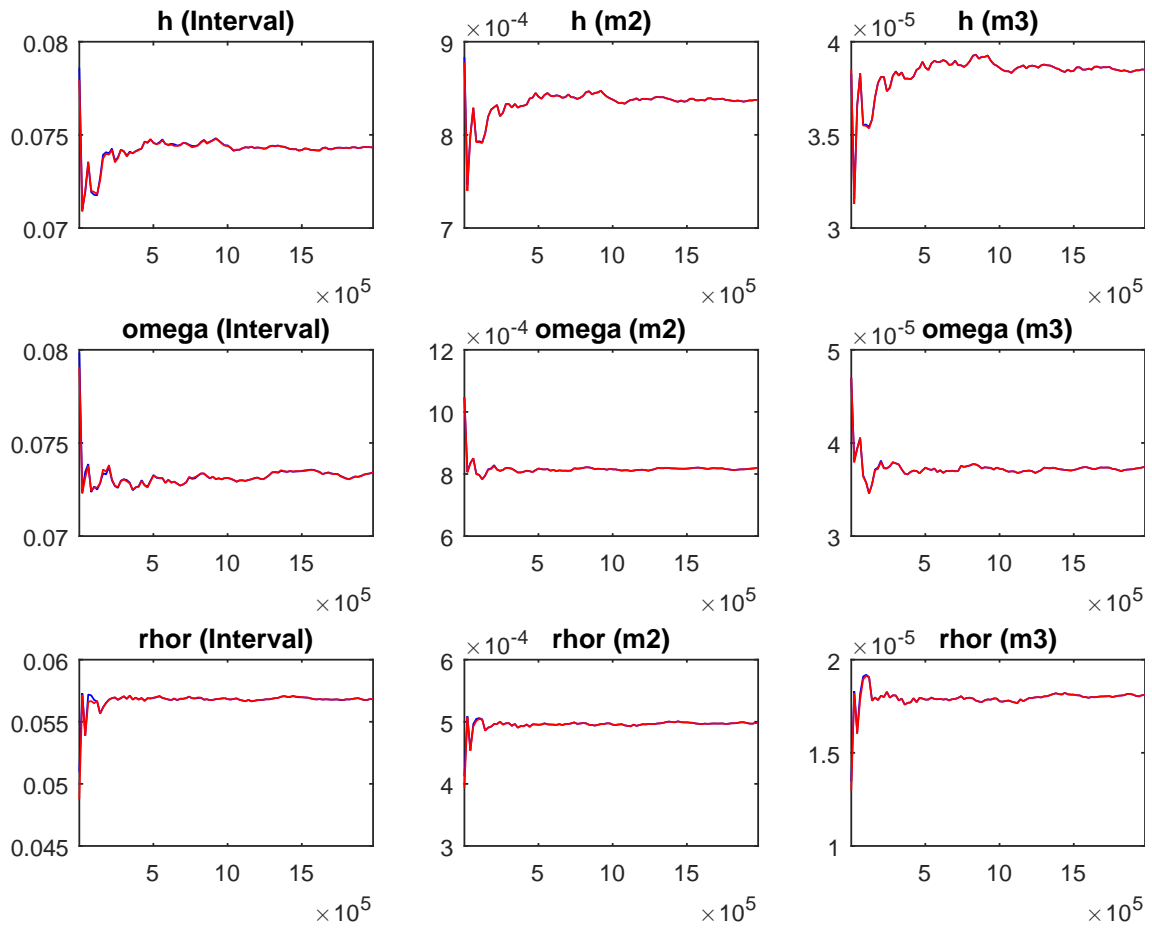 h (Interval)
0.08
0.075
0.07
5 10 15
×10^5
h (m2)
×10^-4
9
8
7
5 10 15
×10^5
h (m3)
×10^-5
4
3.5
3
5 10 15
×10^5
omega (Interval)
0.08
0.075
0.07
5 10 15
×10^5
omega (m2)
×10^-4
12
10
8
6
5 10 15
×10^5
omega (m3)
×10^-5
5
4
3
5 10 15
×10^5
rhor (Interval)
0.06
0.055
0.05
0.045
5 10 15
×10^5
rhor (m2)
×10^-4
6
5
4
3
5 10 15
×10^5
rhor (m3)
×10^-5
2
1.5
1
5 10 15
×10^5